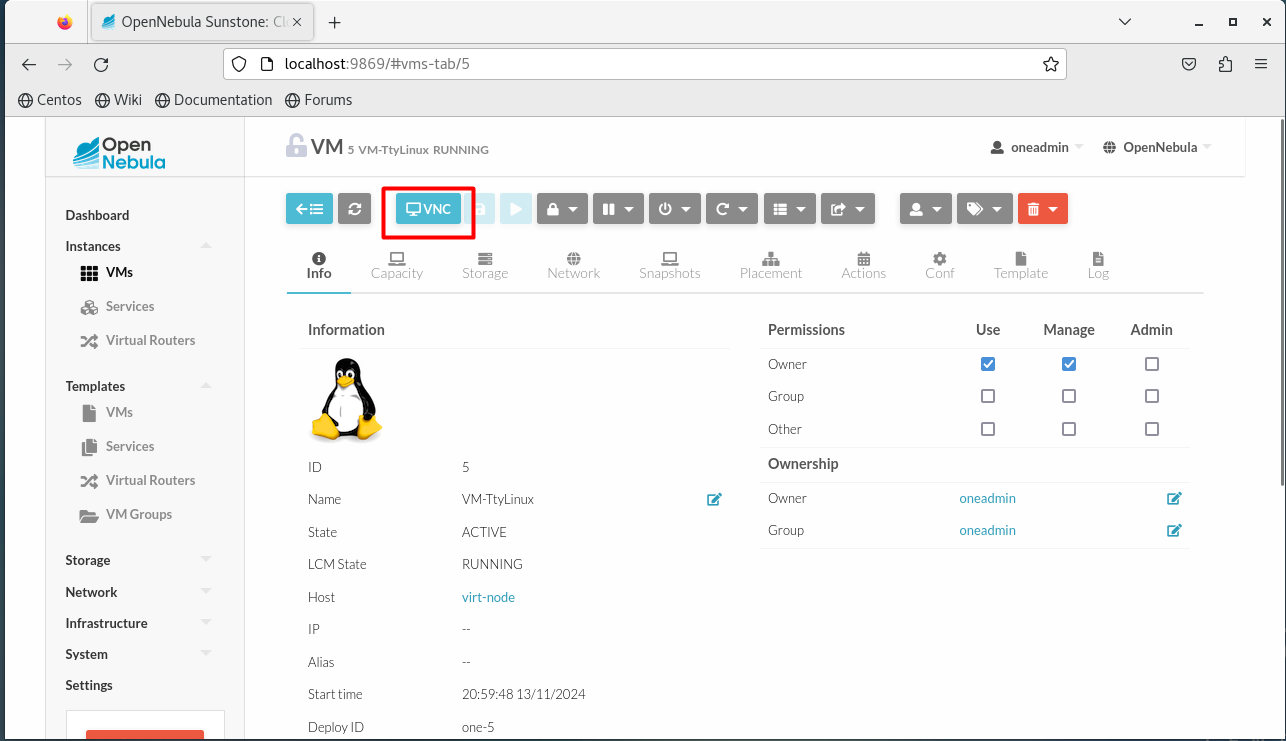 OpenNebula Sunstone: Cl
localhost:9869/#vms-tab/5
Centos Wiki Documentation Forums
Open
Nebula
VM 5 VM-TtyLinux RUNNING
oneadmin OpenNebula
VNC
Dashboard
Instances
VMs
Services
Virtual Routers
Templates
VMs
Services
Virtual Routers
VM Groups
Storage
Network
Infrastructure
System
Settings
Info Capacity Storage Network Snapshots Placement Actions Conf Template Log
Information
ID 5
Name VM-TtyLinux
State ACTIVE
LCM State RUNNING
Host virt-node
IP --
Alias --
Start time 20:59:48 13/11/2024
Deploy ID one-5
Permissions Use Manage Admin
Owner
Group
Other
Ownership
Owner oneadmin
Group oneadmin